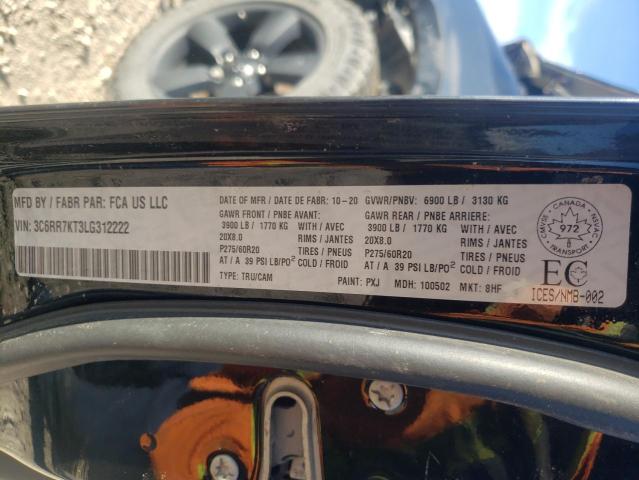 MFD BY / FABR PAR: FCA US LLC
VIN: 3C6RR7KT3LG312222
DATE OF MFR / DATE DE FABR: 10-20
GAWR FRONT / PNBE AVANT:
3900 LB / 1770 KG WITH / AVEC
20X8.0 RIMS / JANTES
P275/60R20 TIRES / PNEUS
AT / A 39 PSI LB/PO² COLD / FROID
TYPE: TRU/CAM
GVWR/PNBV: 6900 LB / 3130 KG
GAWR REAR / PNBE ARRIERE:
3900 LB / 1770 KG WITH / AVEC
20X8.0 RIMS / JANTES
P275/60R20 TIRES / PNEUS
AT / A 39 PSI LB/PO² COLD / FROID
PAINT: PXJ MDH: 100502 MKT: 8HF
CANADA
CMVSS
NSVAC
972
TRANSPORT
EC
ICES/NMB-002